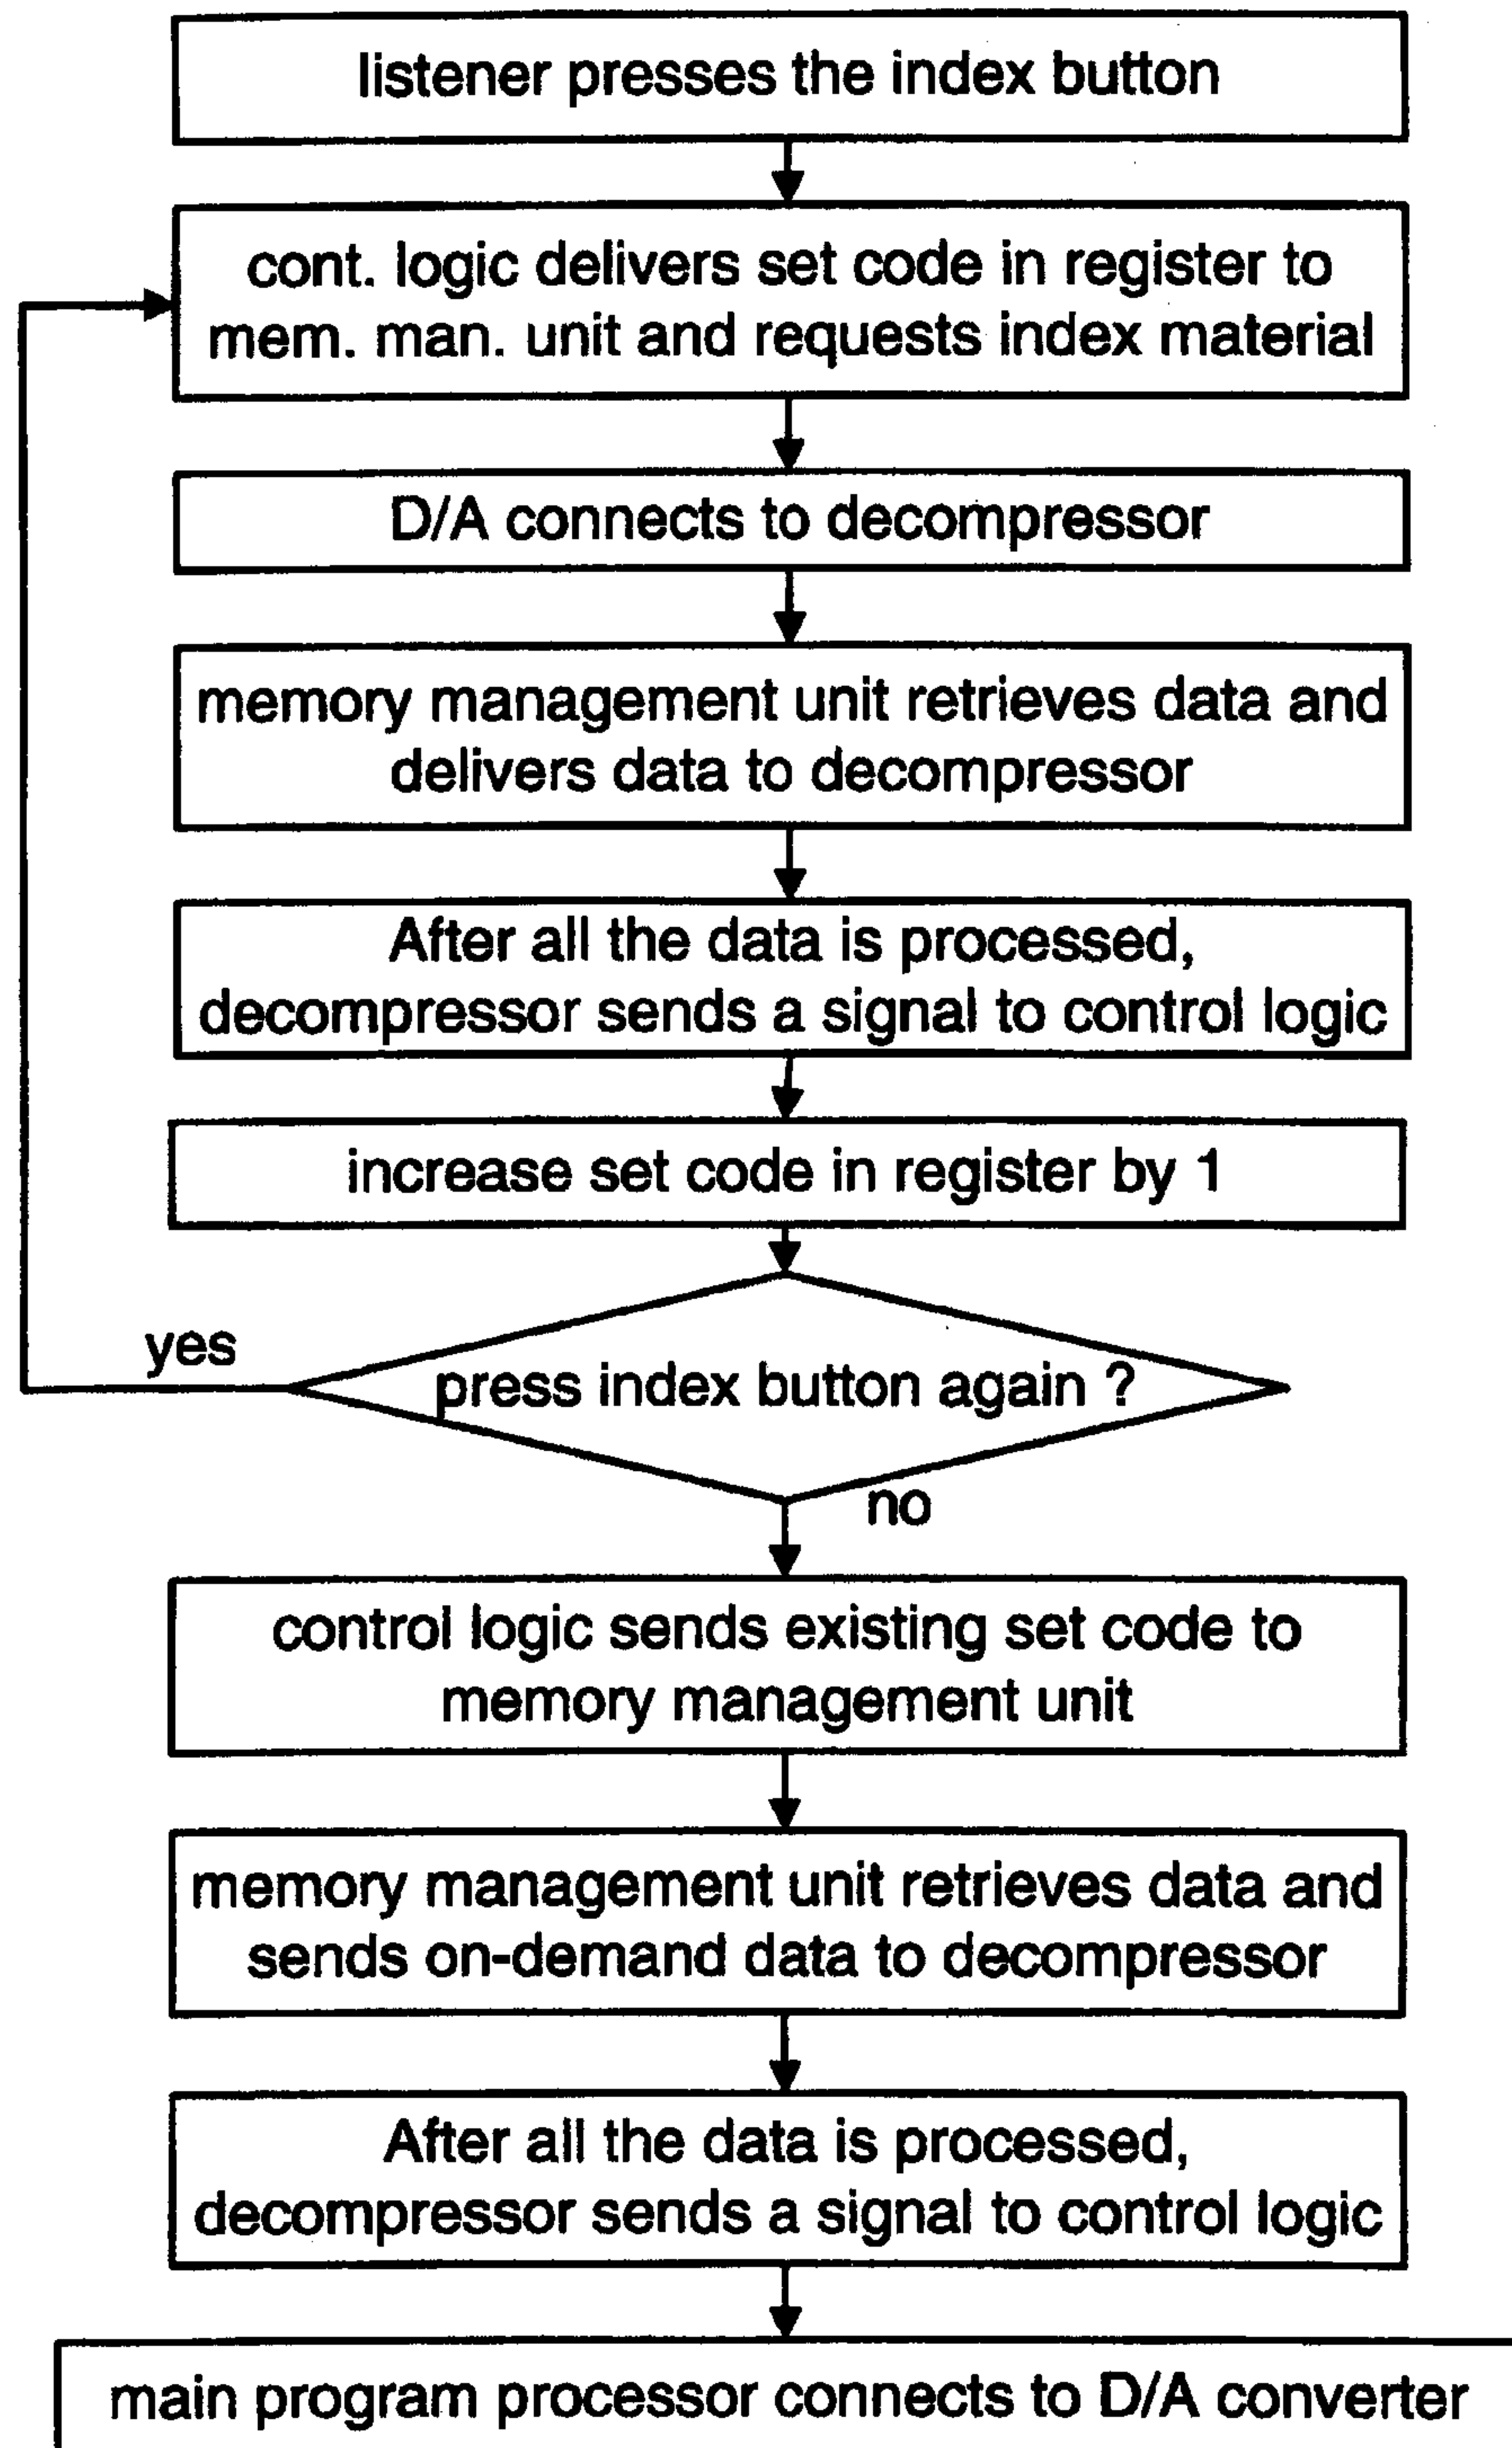 listener presses the index button
cont. logic delivers set code in register to
mem. man. unit and requests index material
D/A connects to decompressor
memory management unit retrieves data and
delivers data to decompressor
After all the data is processed,
decompressor sends a signal to control logic
increase set code in register by 1
yes
press index button again ?
no
control logic sends existing set code to
memory management unit
memory management unit retrieves data and
sends on-demand data to decompressor
After all the data is processed,
decompressor sends a signal to control logic
main program processor connects to D/A converter